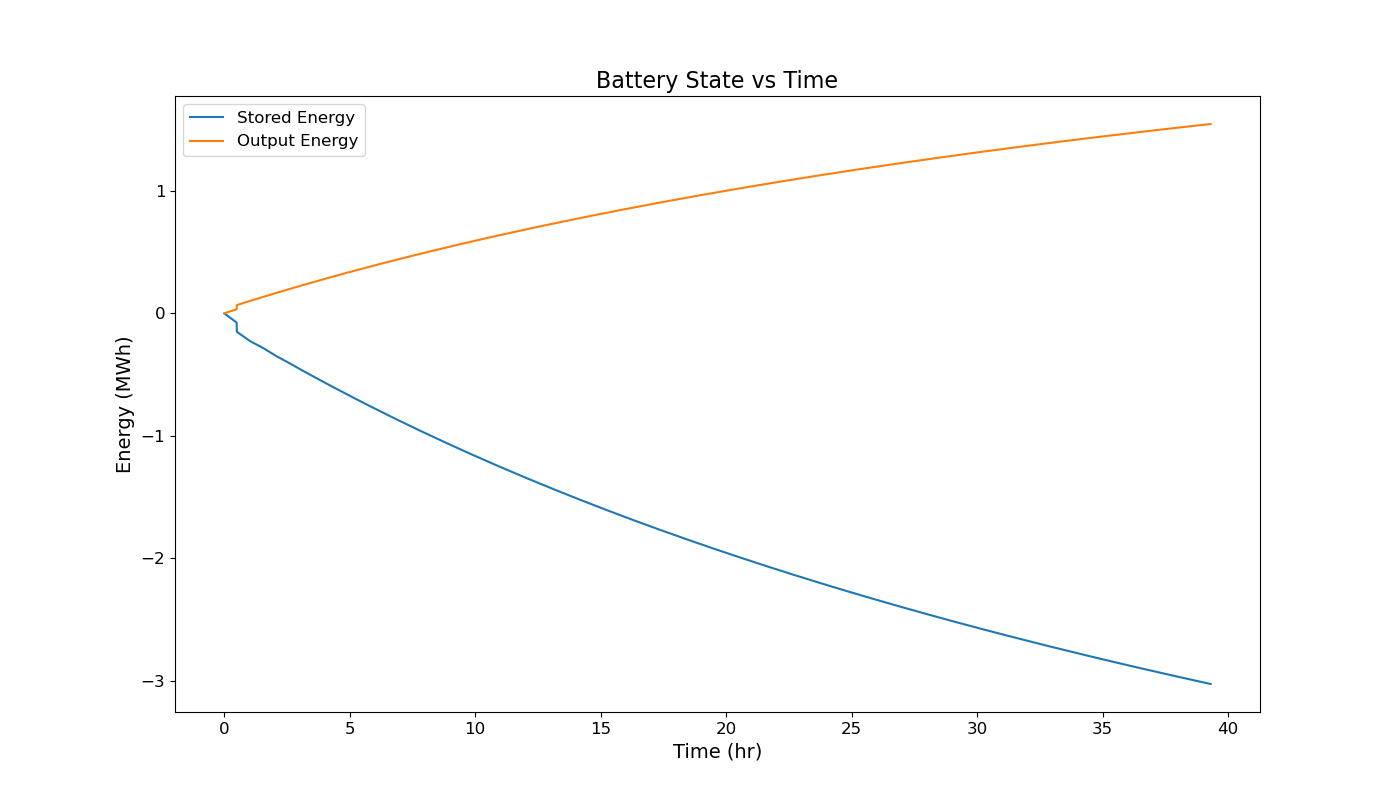 Battery State vs Time
Stored Energy
Output Energy
Energy (MWh)
1
0
−1
−2
−3
0 5 10 15 20 25 30 35 40
Time (hr)